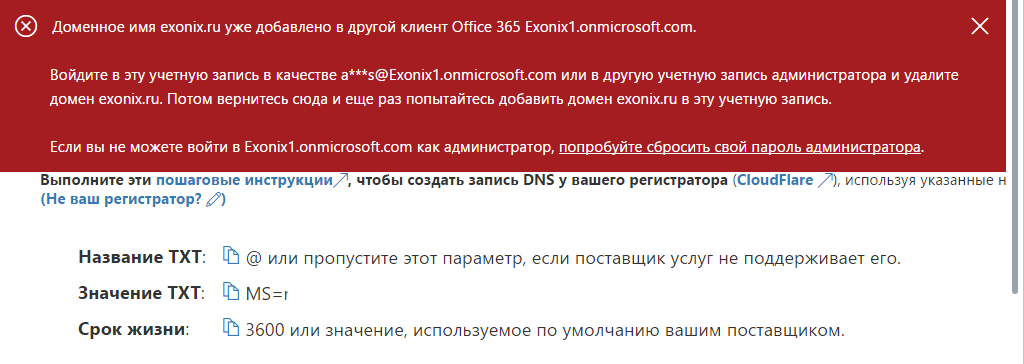 Доменное имя exonix.ru уже добавлено в другой клиент Office 365 Exonix1.onmicrosoft.com.
Войдите в эту учетную запись в качестве a***s@Exonix1.onmicrosoft.com или в другую учетную запись администратора и удалите
домен exonix.ru. Потом вернитесь сюда и еще раз попытайтесь добавить домен exonix.ru в эту учетную запись.
Если вы не можете войти в Exonix1.onmicrosoft.com как администратор, попробуйте сбросить свой пароль администратора.
Выполните эти пошаговые инструкции, чтобы создать запись DNS у вашего регистратора (CloudFlare), используя указанные н
(Не ваш регистратор?)
Название TXT: @ или пропустите этот параметр, если поставщик услуг не поддерживает его.
Значение TXT: MS=
Срок жизни: 3600 или значение, используемое по умолчанию вашим поставщиком.